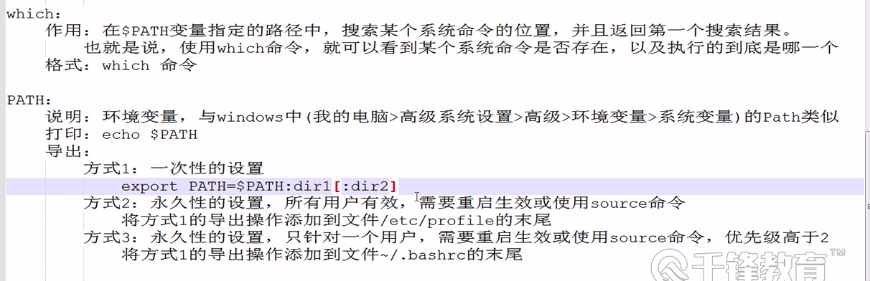 which:
作用：在$PATH变量指定的路径中，搜索某个系统命令的位置，并且返回第一个搜索结果。
也就是说，使用which命令，就可以看到某个系统命令是否存在，以及执行的到底是哪一个
格式：which 命令
PATH:
说明：环境变量，与windows中(我的电脑>高级系统设置>高级>环境变量>系统变量)的Path类似
打印：echo $PATH
导出：
方式1：一次性的设置
export PATH=$PATH:dir1[:dir2]
方式2：永久性的设置，所有用户有效，需要重启生效或使用source命令
将方式1的导出操作添加到文件/etc/profile的末尾
方式3：永久性的设置，只针对一个用户，需要重启生效或使用source命令，优先级高于2
将方式1的导出操作添加到文件~/.bashrc的末尾
千锋教育™